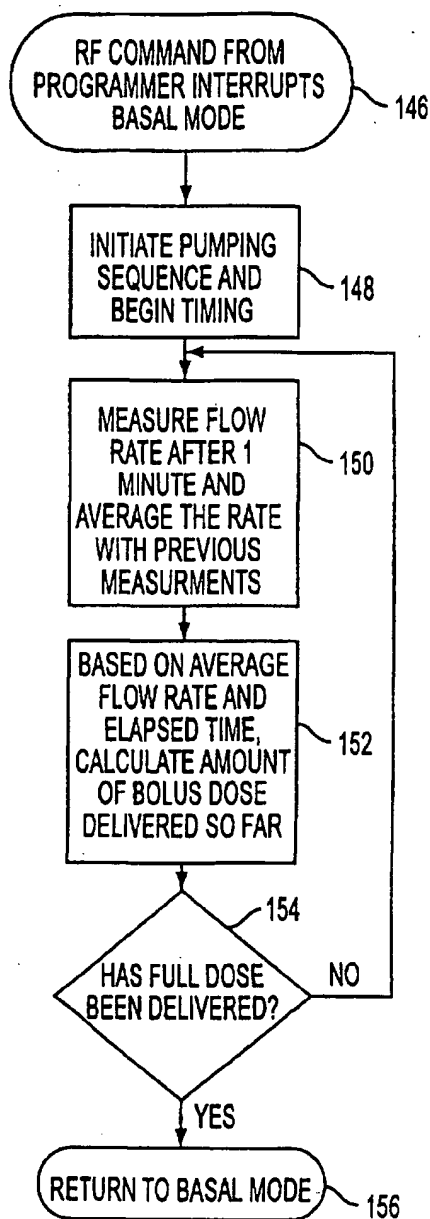 RF COMMAND FROM
PROGRAMMER INTERRUPTS
BASAL MODE
146
INITIATE PUMPING
SEQUENCE AND
BEGIN TIMING
148
MEASURE FLOW
RATE AFTER 1
MINUTE AND
AVERAGE THE RATE
WITH PREVIOUS
MEASURMENTS
150
BASED ON AVERAGE
FLOW RATE AND
ELAPSED TIME,
CALCULATE AMOUNT
OF BOLUS DOSE
DELIVERED SO FAR
152
154
HAS FULL DOSE
BEEN DELIVERED?
NO
YES
RETURN TO BASAL MODE
156